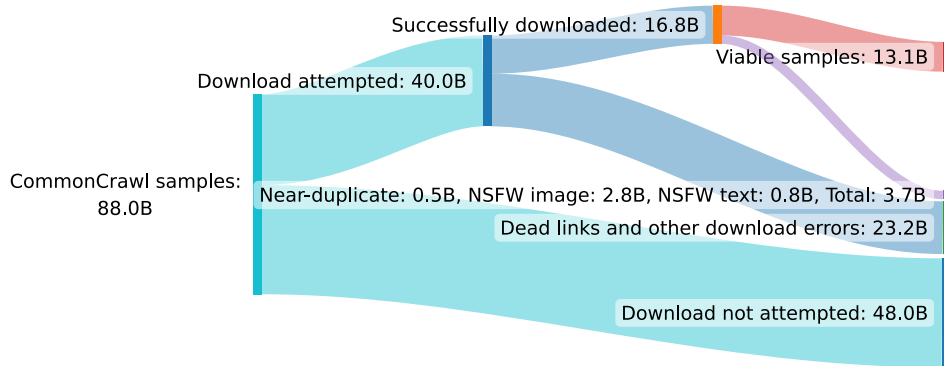 Successfully downloaded: 16.8B
Viable samples: 13.1B
Download attempted: 40.0B
CommonCrawl samples:
88.0B
Near-duplicate: 0.5B, NSFW image: 2.8B, NSFW text: 0.8B, Total: 3.7B
Dead links and other download errors: 23.2B
Download not attempted: 48.0B